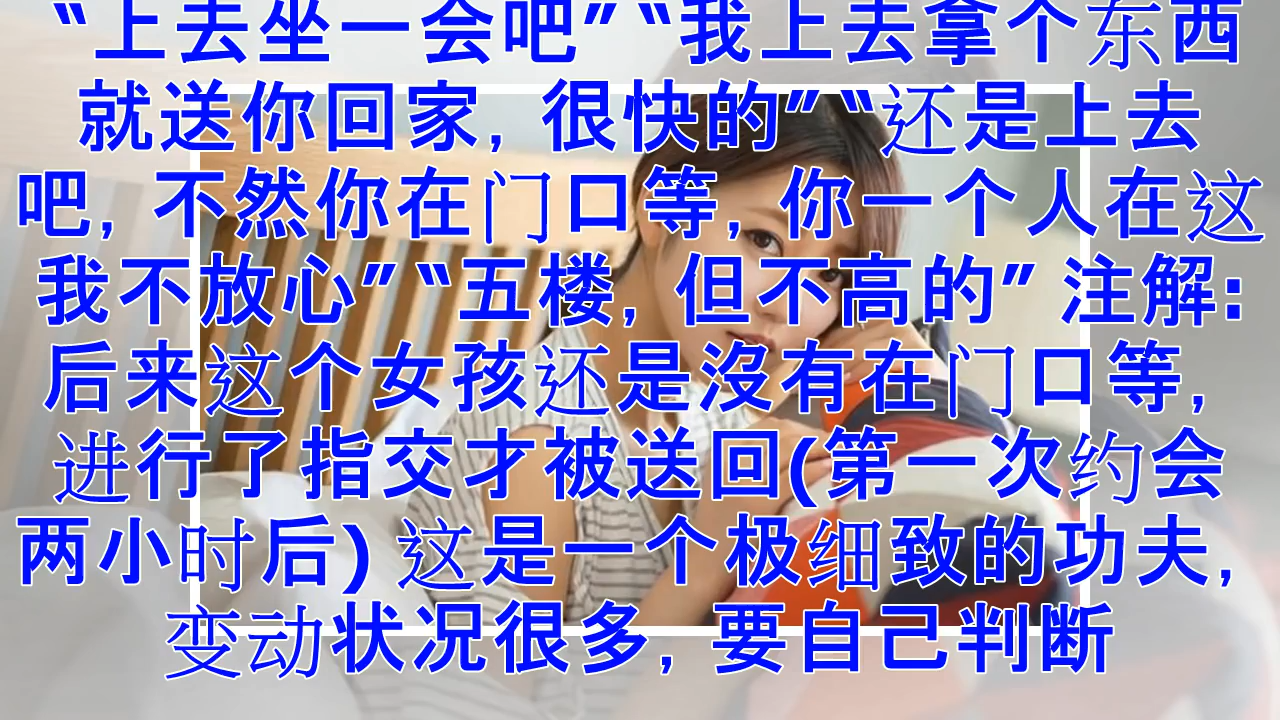 “上去坐一会吧”“我上去拿个东西
就送你回家, 很快的”“还是上去
吧, 不然你在门口等, 你一个人在这
我不放心”“五楼, 但不高的” 注解:
后来这个女孩还是沒有在门口等,
进行了指交才被送回(第一次约会
两小时后) 这是一个极细致的功夫,
变动状况很多, 要自己判断